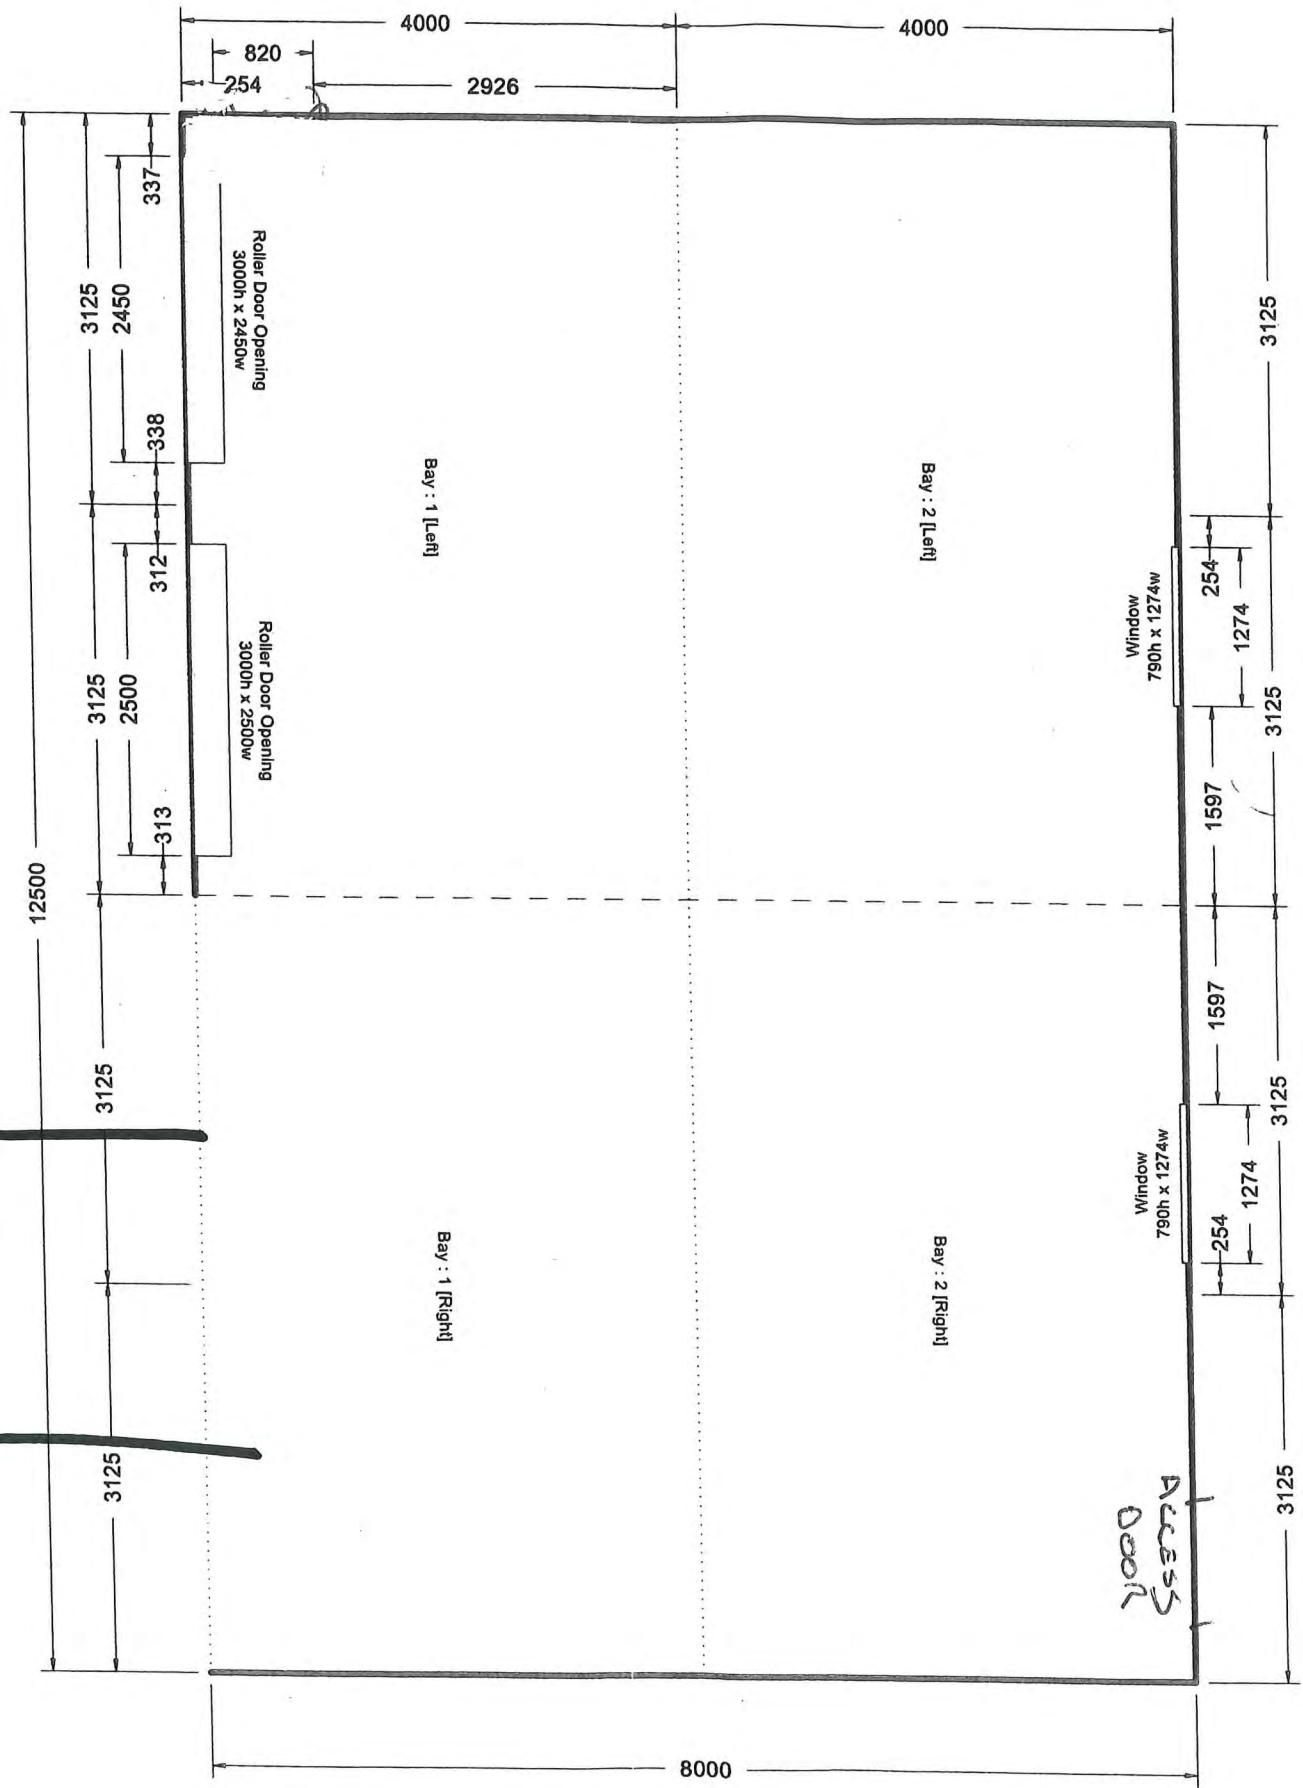 4000
4000
820
254
2926
337
2450
3125
338
312
2500
3125
313
12500
3125
3125
Roller Door Opening
3000h x 2450w
Roller Door Opening
3000h x 2500w
Bay : 1 [Left]
Bay : 2 [Left]
Bay : 1 [Right]
Bay : 2 [Right]
Window
790h x 1274w
Window
790h x 1274w
3125
254
1274
3125
1597
1597
3125
1274
254
3125
ACCESS
DOOR
8000